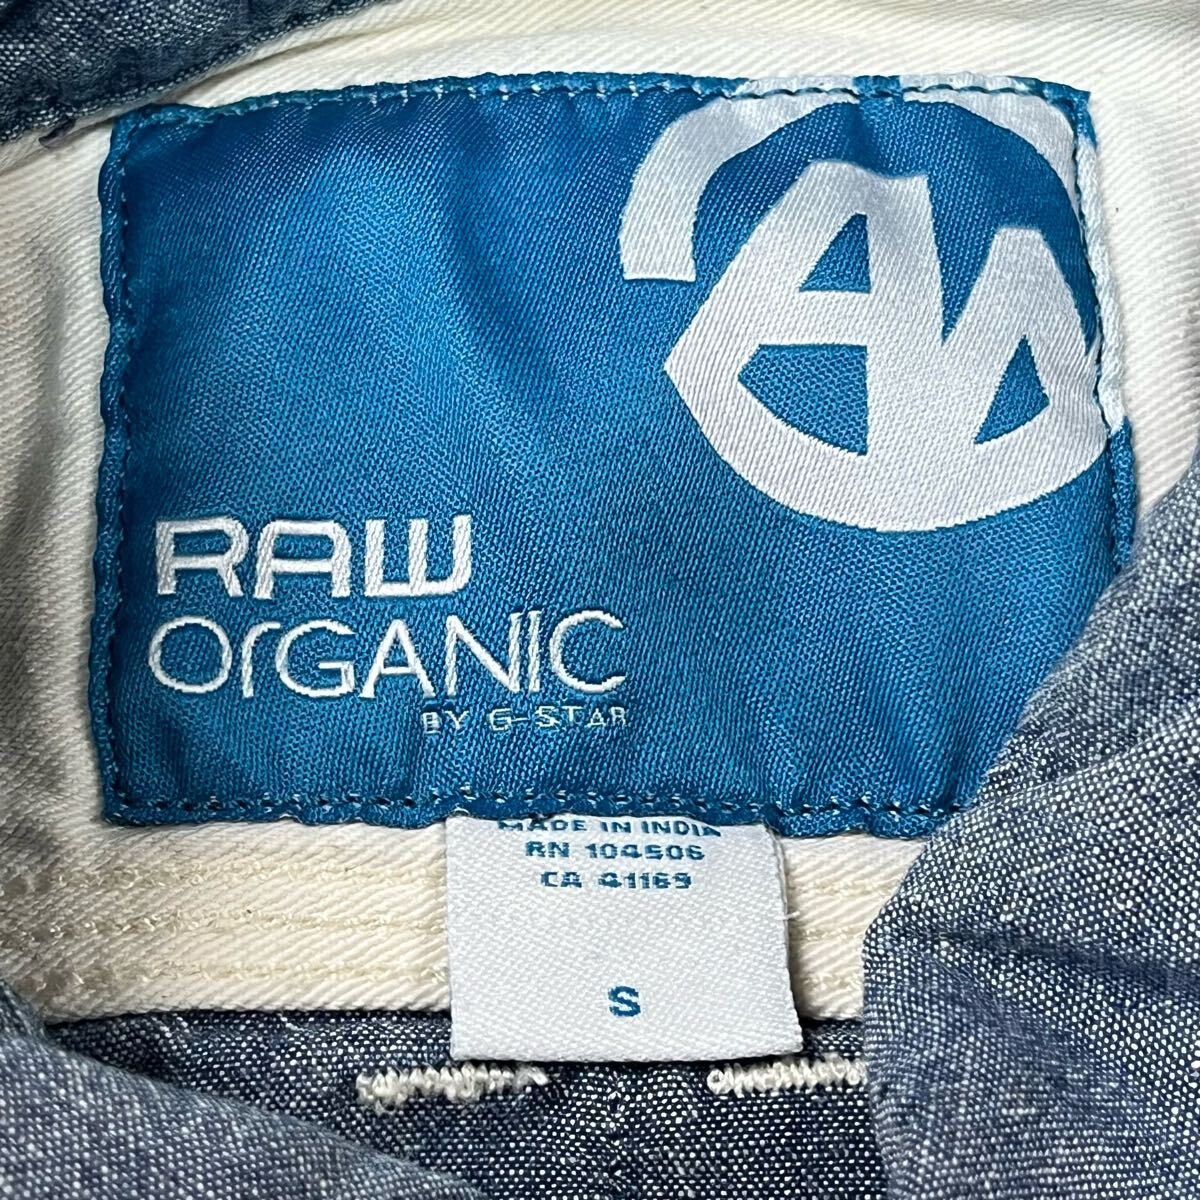 RAW
OrGANIC
BY G-STAR
MADE IN INDIA
RN 104506
CA 41169
S